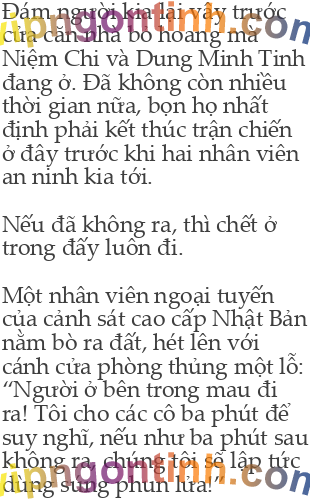 Đám người kia lại vây trước
cửa căn nhà bỏ hoang mà
Niệm Chi và Dung Minh Tinh
đang ở. Đã không còn nhiều
thời gian nữa, bọn họ nhất
định phải kết thúc trận chiến
ở đây trước khi hai nhân viên
an ninh kia tới.

Nếu đã không ra, thì chết ở
trong đấy luôn đi.

Một nhân viên ngoại tuyến
của cảnh sát cao cấp Nhật Bản
nằm bò ra đất, hét lên với
cánh cửa phòng thủng một lỗ:
“Người ở bên trong mau đi
ra! Tôi cho các cô ba phút để
suy nghĩ, nếu như ba phút sau
không ra, chúng tôi sẽ lập tức
dùng súng phun lửa!”
vipngontinh.com
vipngontinh.com